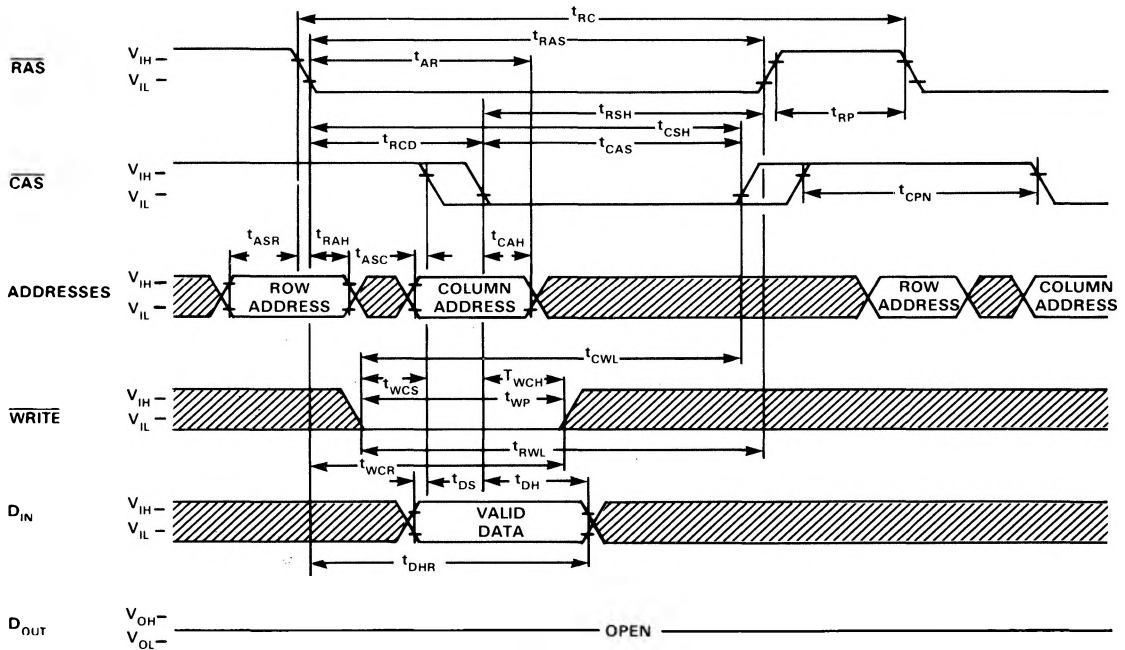 tRC
tRAS
tAR
RAS
VIH
VIL
tRSH
tRP
tCSH
tRCD
tCAS
CAS
VIH
VIL
tCPN
tASR
tRAH
tASC
tCAH
ADDRESSES
VIH
VIL
ROW ADDRESS
COLUMN ADDRESS
ROW ADDRESS
COLUMN ADDRESS
tCWL
tWCS
TWCH
WRITE
VIH
VIL
tWP
tRWL
tWCR
tDS
tDH
DIN
VIH
VIL
VALID DATA
tDHR
DOUT
VOH
VOL
OPEN